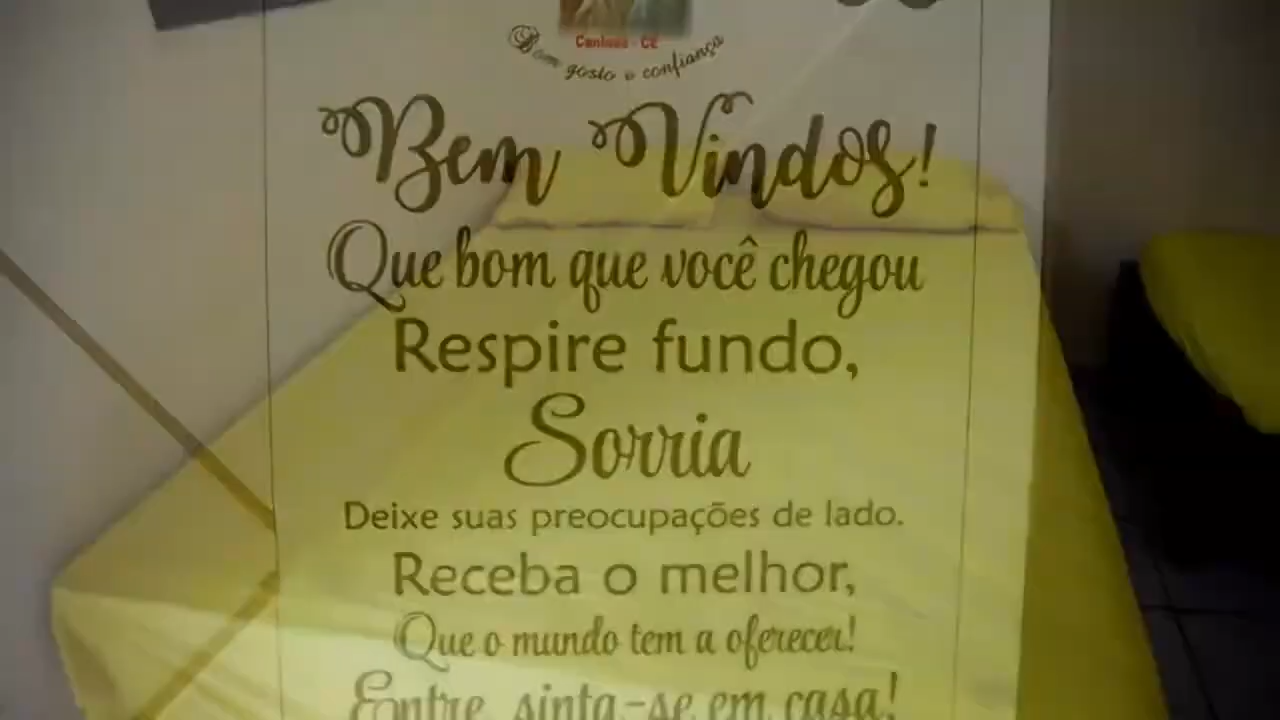 Canindé - CE
Bom gosto e confiança
Bem Vindos!
Que bom que você chegou
Respire fundo,
Sorria
Deixe suas preocupações de lado.
Receba o melhor,
Que o mundo tem a oferecer!
Entre, sinta-se em casa!